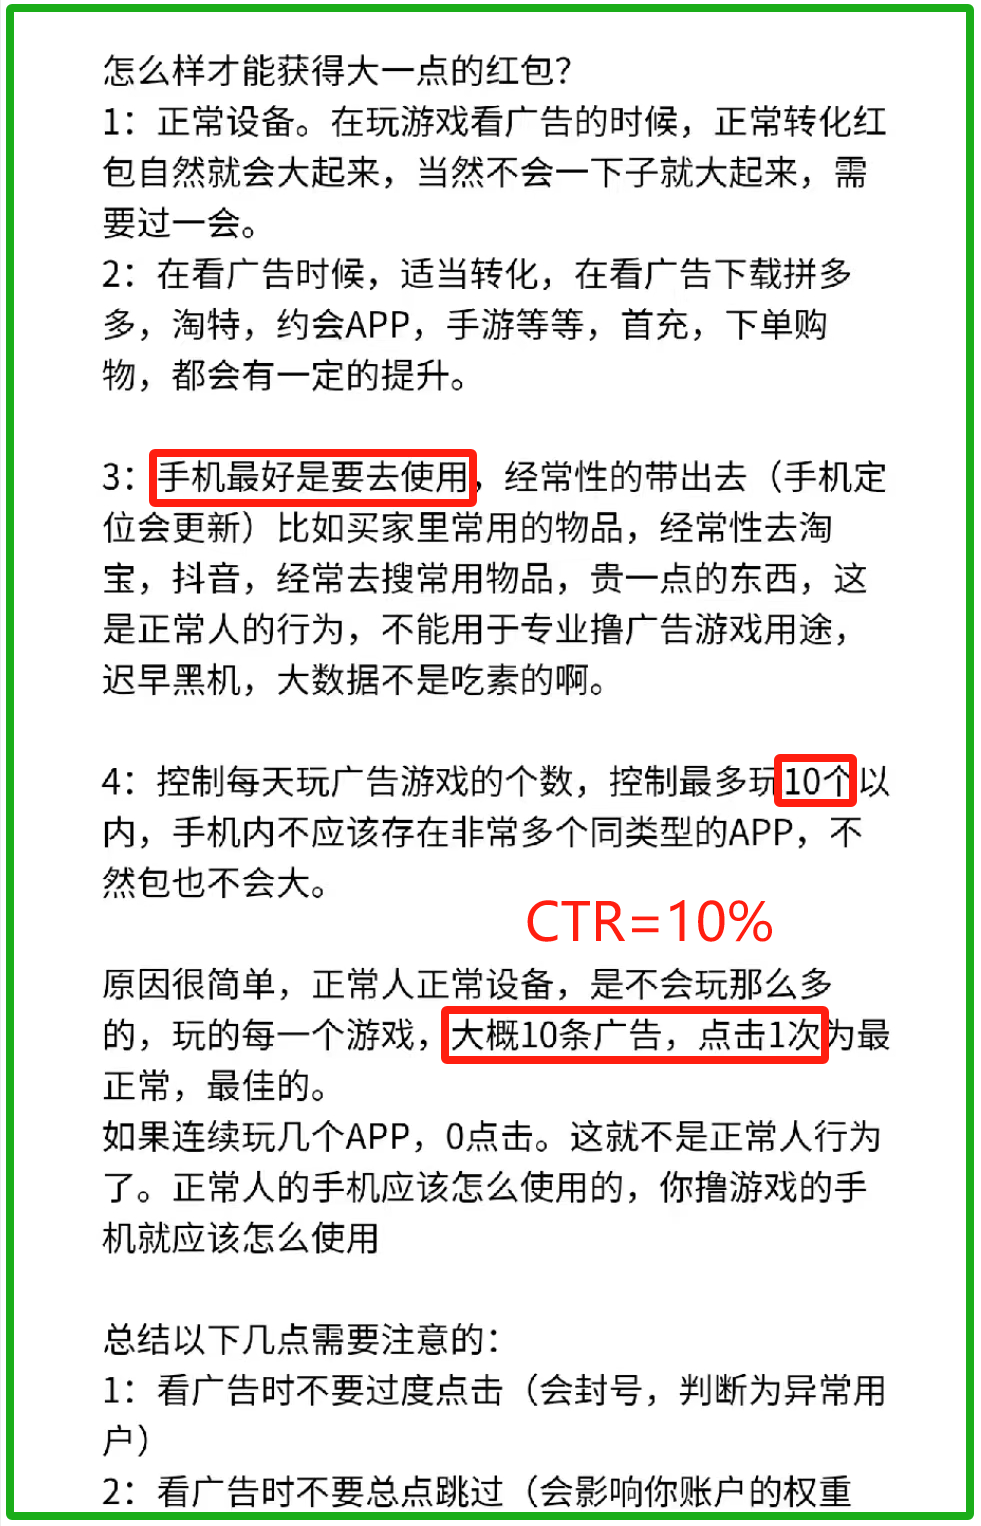 怎么样才能获得大一点的红包？
1：正常设备。在玩游戏看广告的时候，正常转化红
包自然就会大起来，当然不会一下子就大起来，需
要过一会。
2：在看广告时候，适当转化，在看广告下载拼多
多，淘特，约会APP，手游等等，首充，下单购
物，都会有一定的提升。
3：手机最好是要去使用，经常性的带出去（手机定
位会更新）比如买家里常用的物品，经常性去淘
宝，抖音，经常去搜常用物品，贵一点的东西，这
是正常人的行为，不能用于专业撸广告游戏用途，
迟早黑机，大数据不是吃素的啊。
4：控制每天玩广告游戏的个数，控制最多玩10个以
内，手机内不应该存在非常多个同类型的APP，不
然包也不会大。
CTR=10%
原因很简单，正常人正常设备，是不会玩那么多
的，玩的每一个游戏，大概10条广告，点击1次为最
正常，最佳的。
如果连续玩几个APP，0点击。这就不是正常人行为
了。正常人的手机应该怎么使用的，你撸游戏的手
机就应该怎么使用
总结以下几点需要注意的：
1：看广告时不要过度点击（会封号，判断为异常用
户）
2：看广告时不要总点跳过（会影响你账户的权重